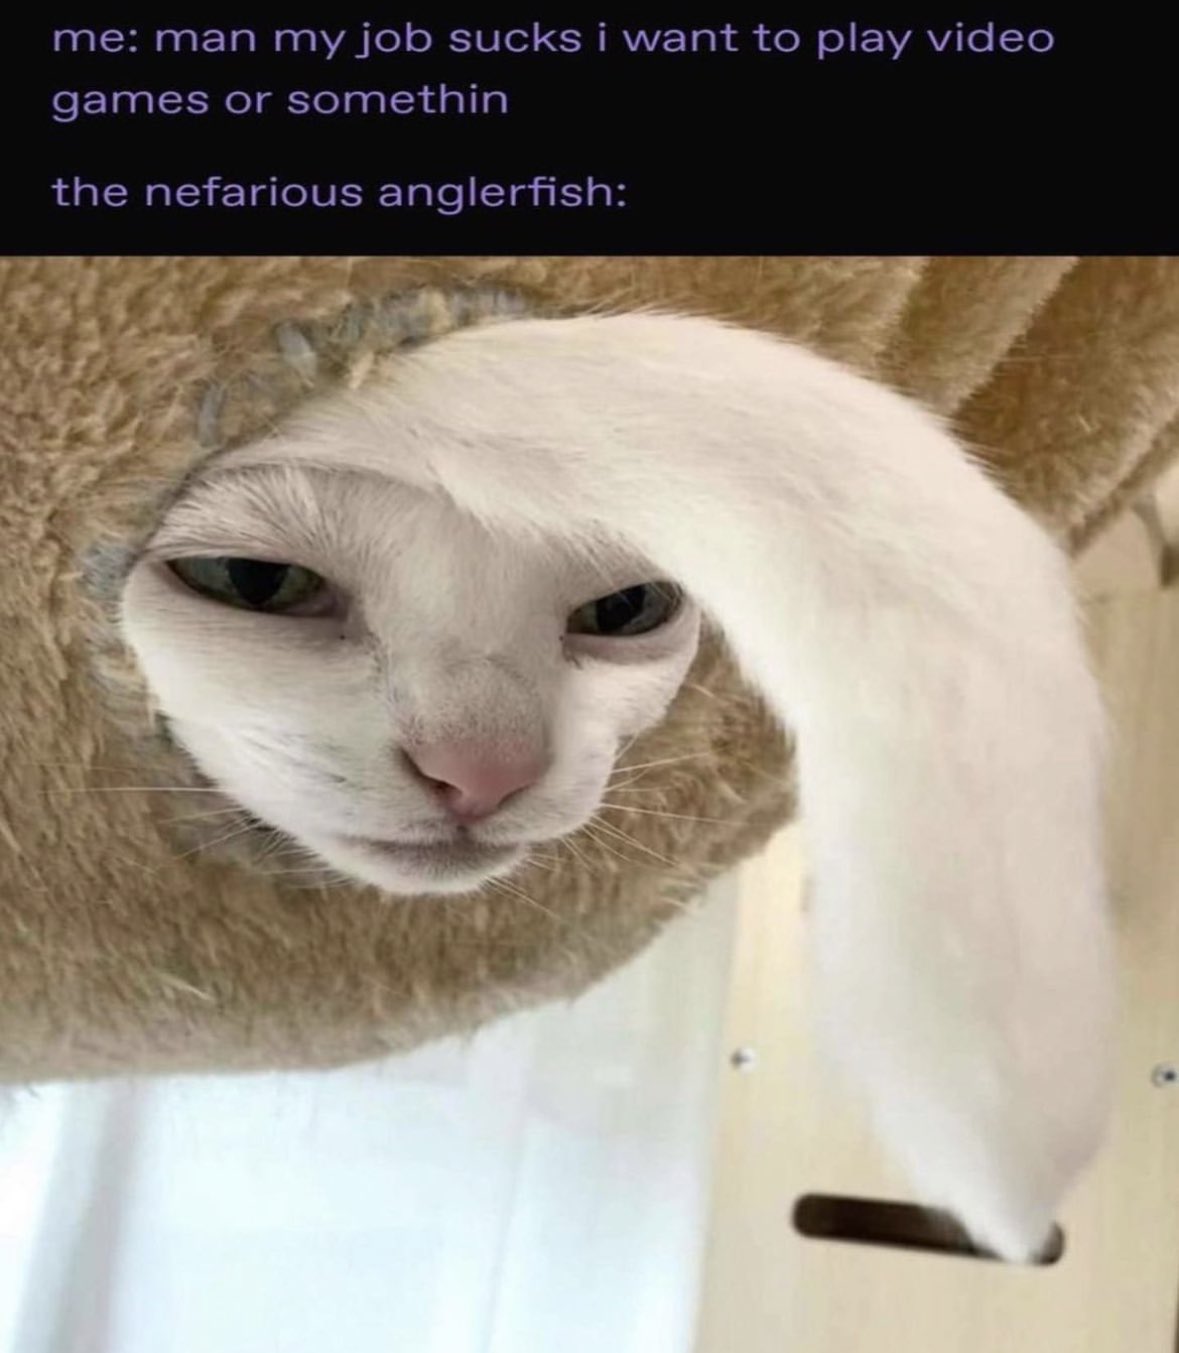 me: man my job sucks i want to play video
games or somethin
the nefarious anglerfish: